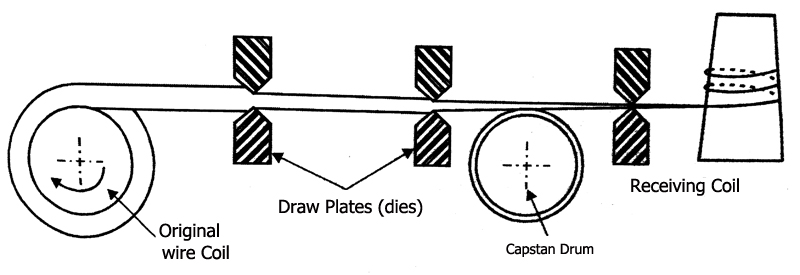 Original
wire Coil
Draw Plates (dies)
Capstan Drum
Receiving Coil